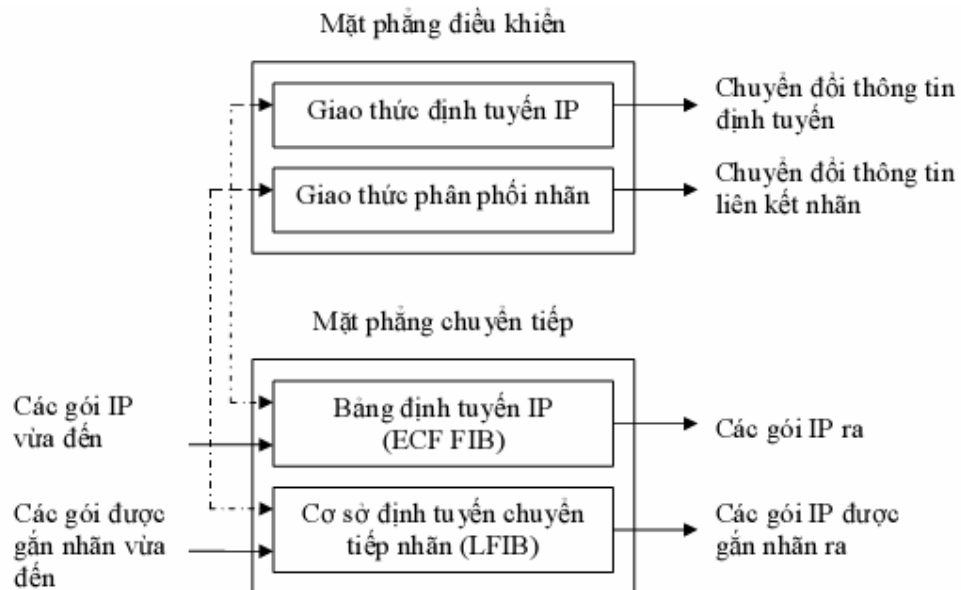 Mặt phẳng điều khiển
Giao thức định tuyến IP
Chuyển đổi thông tin
định tuyến
Giao thức phân phối nhãn
Chuyển đổi thông tin
liên kết nhãn
Mặt phẳng chuyển tiếp
Các gói IP
vừa đến
Bảng định tuyến IP
(ECF FIB)
Các gói IP ra
Các gói được
gắn nhãn vừa
đến
Cơ sở định tuyến chuyển
tiếp nhãn (LFIB)
Các gói IP được
gắn nhãn ra